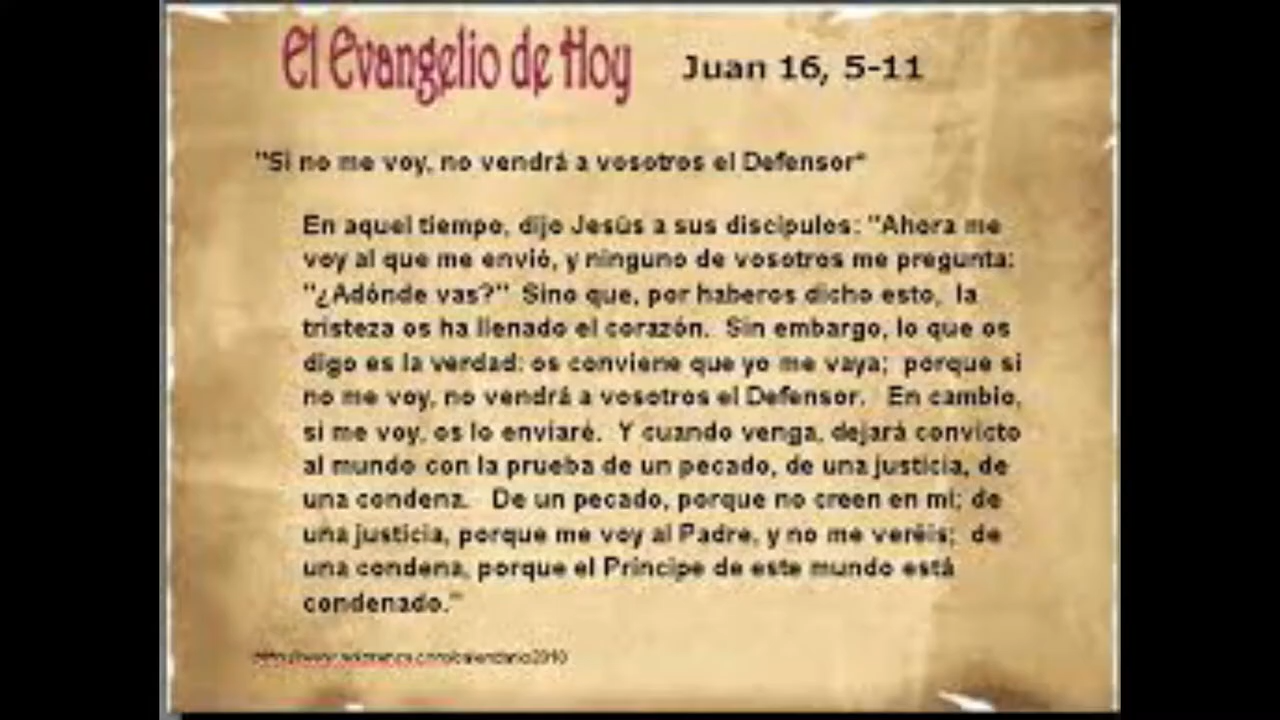 El Evangelio de Hoy Juan 16, 5-11
"Si no me voy, no vendrá a vosotros el Defensor"
En aquel tiempo, dijo Jesús a sus discípulos: "Ahora me
voy al que me envió, y ninguno de vosotros me pregunta:
"¿Adónde vas?" Sino que, por haberos dicho esto, la
tristeza os ha llenado el corazón. Sin embargo, lo que os
digo es la verdad: os conviene que yo me vaya; porque si
no me voy, no vendrá a vosotros el Defensor. En cambio,
si me voy, os lo enviaré. Y cuando venga, dejará convicto
al mundo con la prueba de un pecado, de una justicia, de
una condena. De un pecado, porque no creen en mí; de
una justicia, porque me voy al Padre, y no me veréis; de
una condena, porque el Príncipe de este mundo está
condenado."